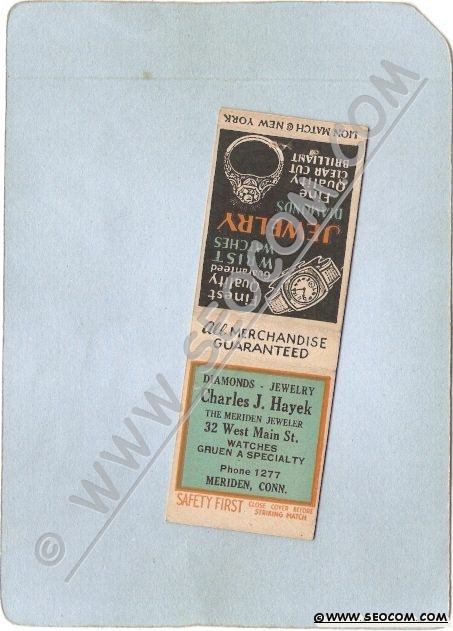 LION MATCH © NEW YORK
BRILLIANT
CLEAR CUT
Quality
Fine
DIAMONDS
JEWELRY
WRIST
WATCHES
Guaranteed
Quality
Finest
All MERCHANDISE
GUARANTEED
DIAMONDS - JEWELRY
Charles J. Hayek
THE MERIDEN JEWELER
32 West Main St.
WATCHES
GRUEN A SPECIALTY
Phone 1277
MERIDEN, CONN.
SAFETY FIRST CLOSE COVER BEFORE
STRIKING MATCH
© WWW.SEOCOM.COM
©WWW.SEOCOM.COM